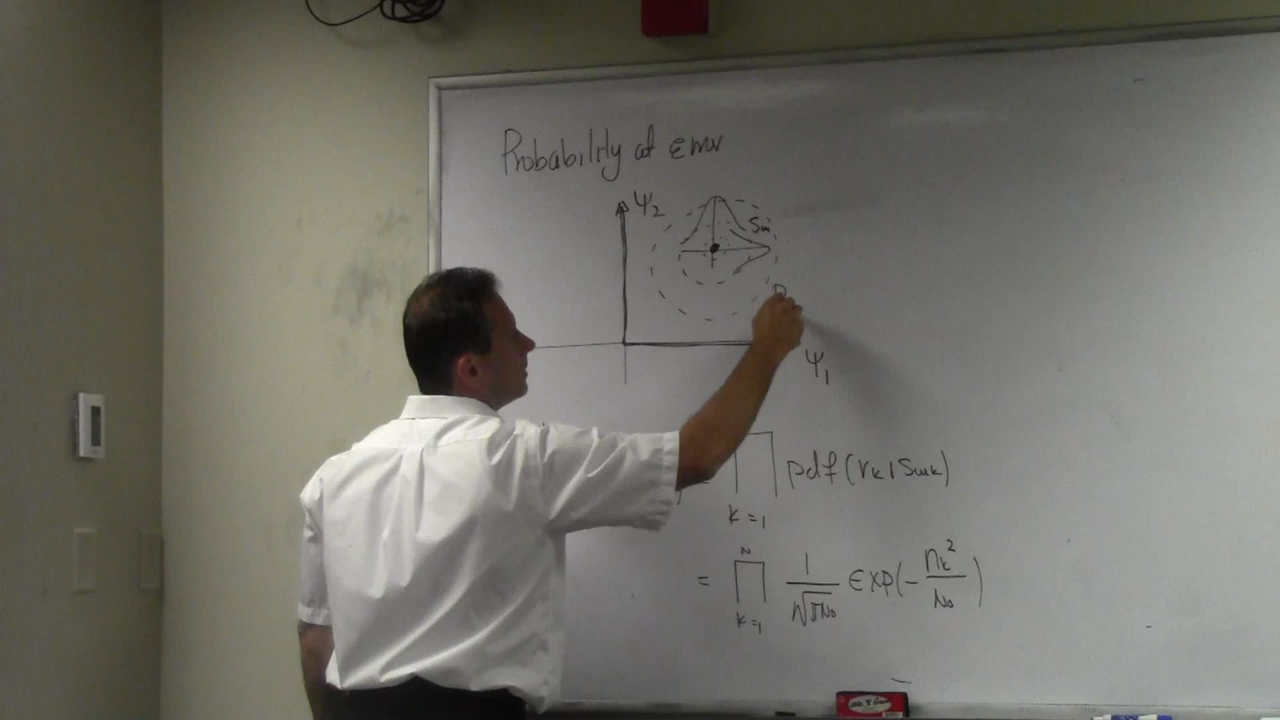 Probability of error
Ψ₂
Sm
Ψ₁
∏ pdf(rₖ|Smₖ)
k=1
N
= ∏ 1/√πN₀ exp(-nₖ²/N₀)
k=1